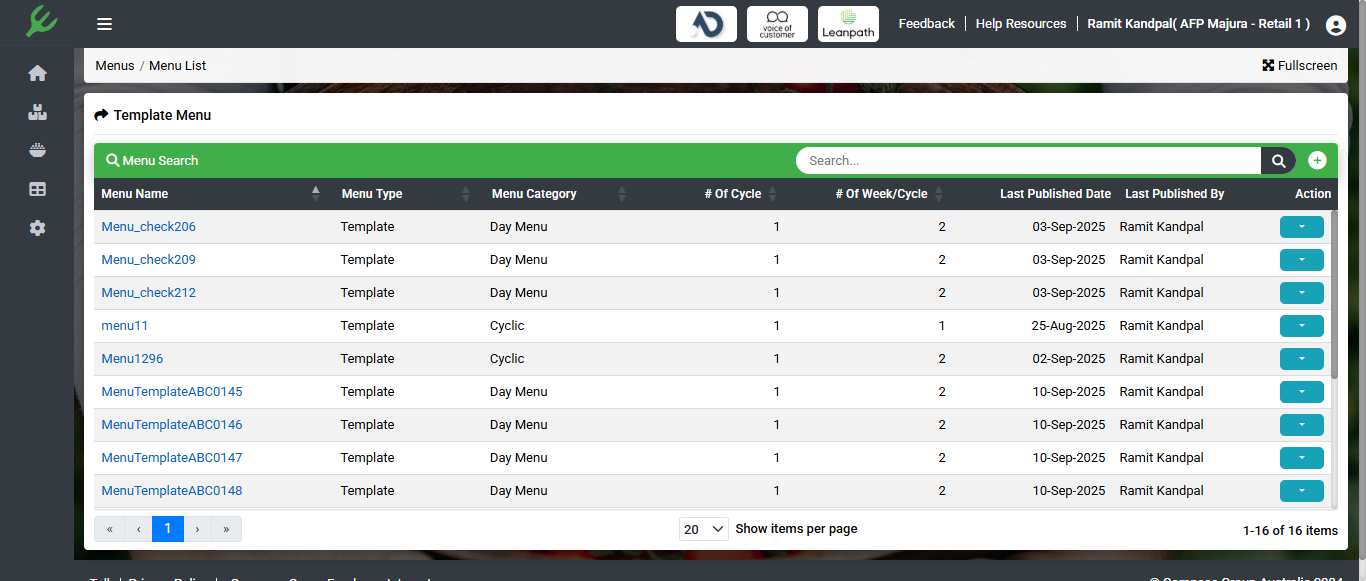 voice of
customer
Leanpath
Feedback
Help Resources
Ramit Kandpal( AFP Majura - Retail 1 )
Menus / Menu List
Fullscreen
Template Menu
Menu Search
Search...
Menu Name Menu Type Menu Category # Of Cycle # Of Week/Cycle Last Published Date Last Published By Action
Menu_check206 Template Day Menu 1 2 03-Sep-2025 Ramit Kandpal
Menu_check209 Template Day Menu 1 2 03-Sep-2025 Ramit Kandpal
Menu_check212 Template Day Menu 1 2 03-Sep-2025 Ramit Kandpal
menu11 Template Cyclic 1 1 25-Aug-2025 Ramit Kandpal
Menu1296 Template Cyclic 1 2 02-Sep-2025 Ramit Kandpal
MenuTemplateABC0145 Template Day Menu 1 2 10-Sep-2025 Ramit Kandpal
MenuTemplateABC0146 Template Day Menu 1 2 10-Sep-2025 Ramit Kandpal
MenuTemplateABC0147 Template Day Menu 1 2 10-Sep-2025 Ramit Kandpal
MenuTemplateABC0148 Template Day Menu 1 2 10-Sep-2025 Ramit Kandpal
« ‹ 1 › »
20 Show items per page
1-16 of 16 items